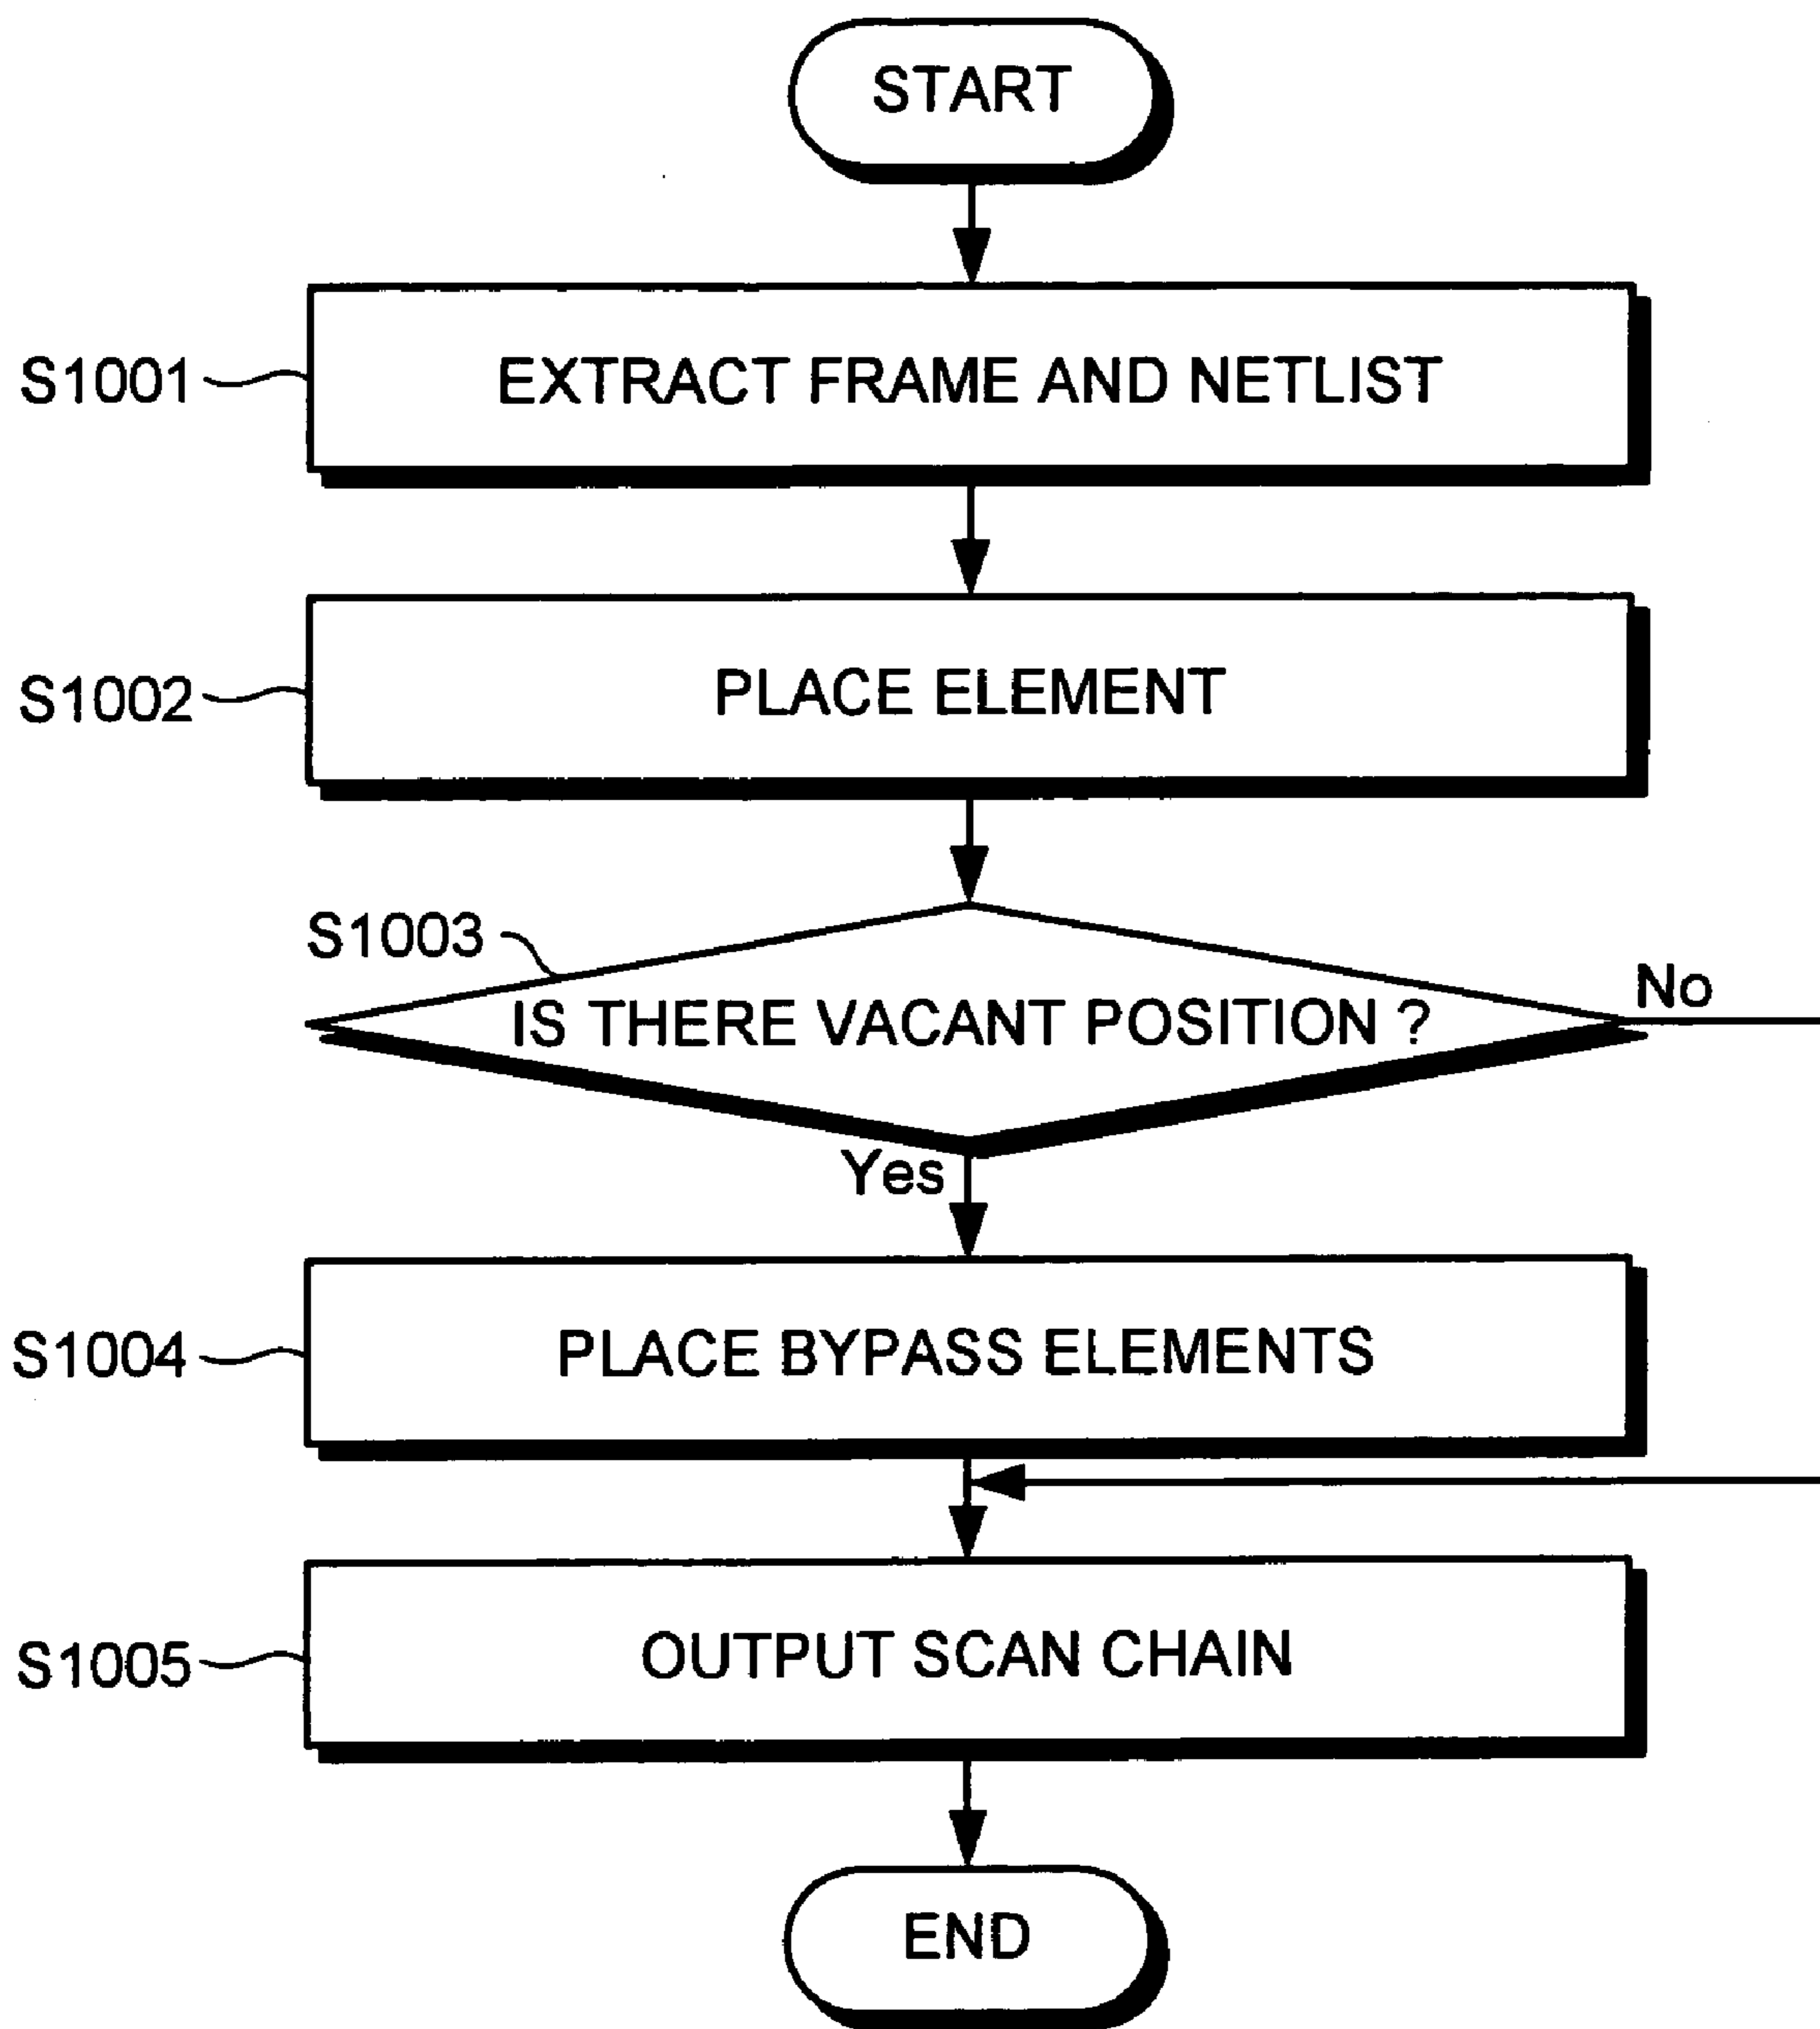 START
S1001
EXTRACT FRAME AND NETLIST
S1002
PLACE ELEMENT
S1003
IS THERE VACANT POSITION ?
No
Yes
S1004
PLACE BYPASS ELEMENTS
S1005
OUTPUT SCAN CHAIN
END